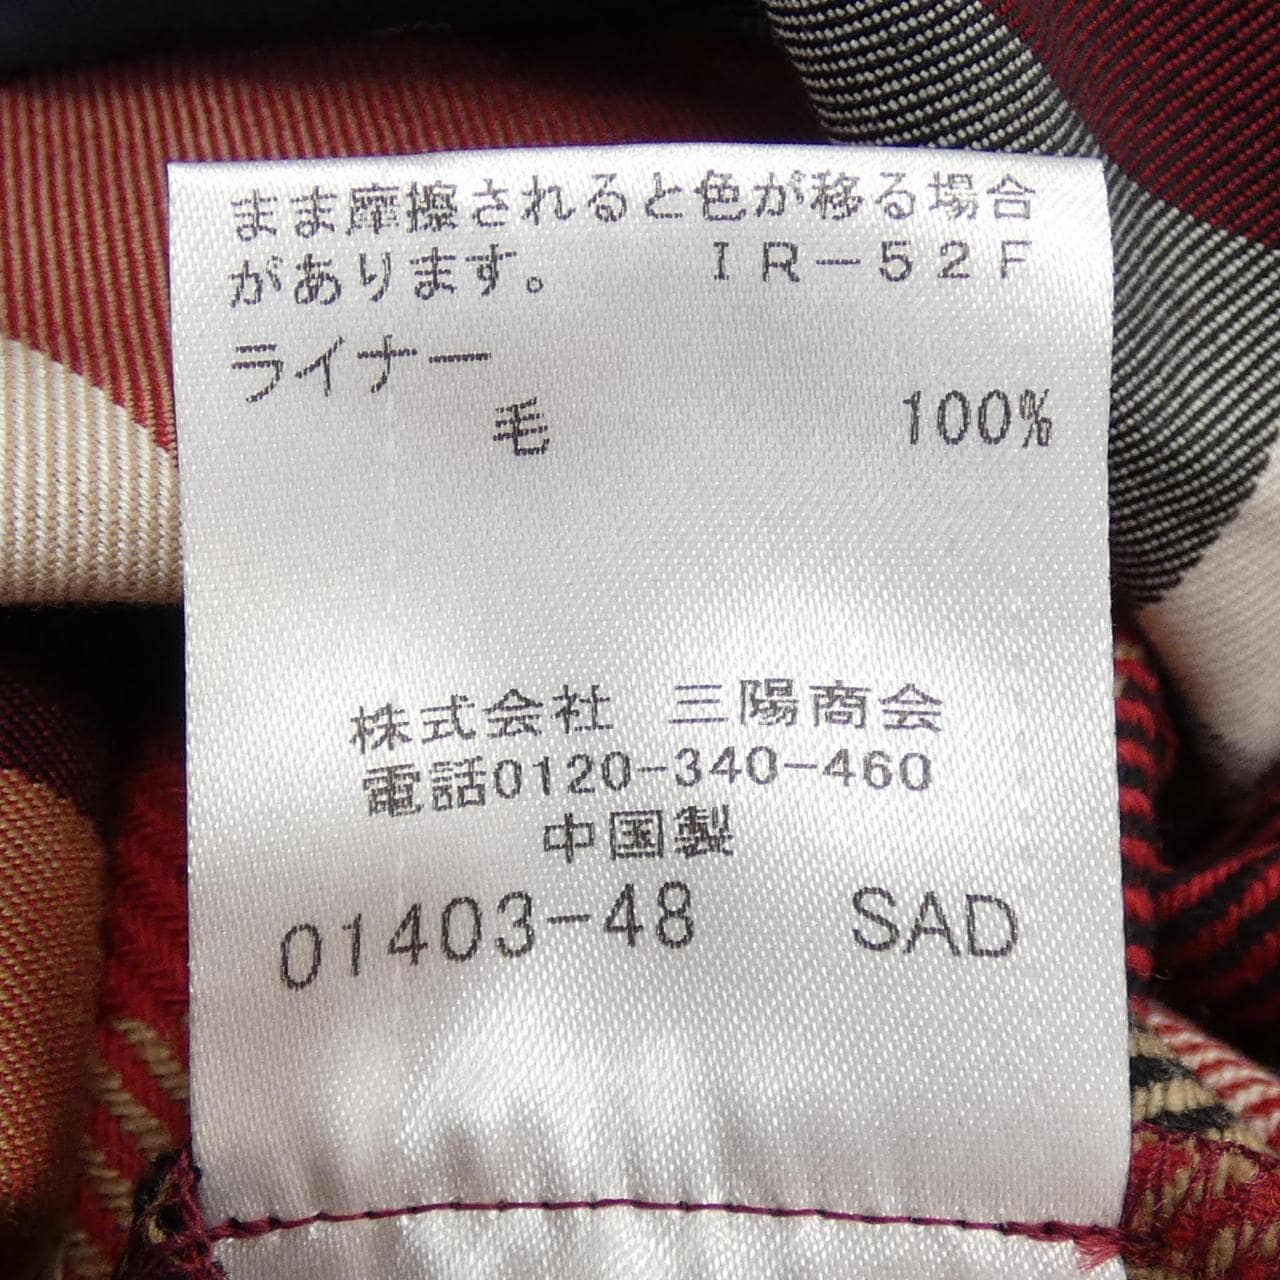 まま摩擦されると色が移る場合
があります。　ＩＲ－５２Ｆ
ライナー
毛　100%
株式会社　三陽商会
電話0120-340-460
中国製
01403-48　SAD